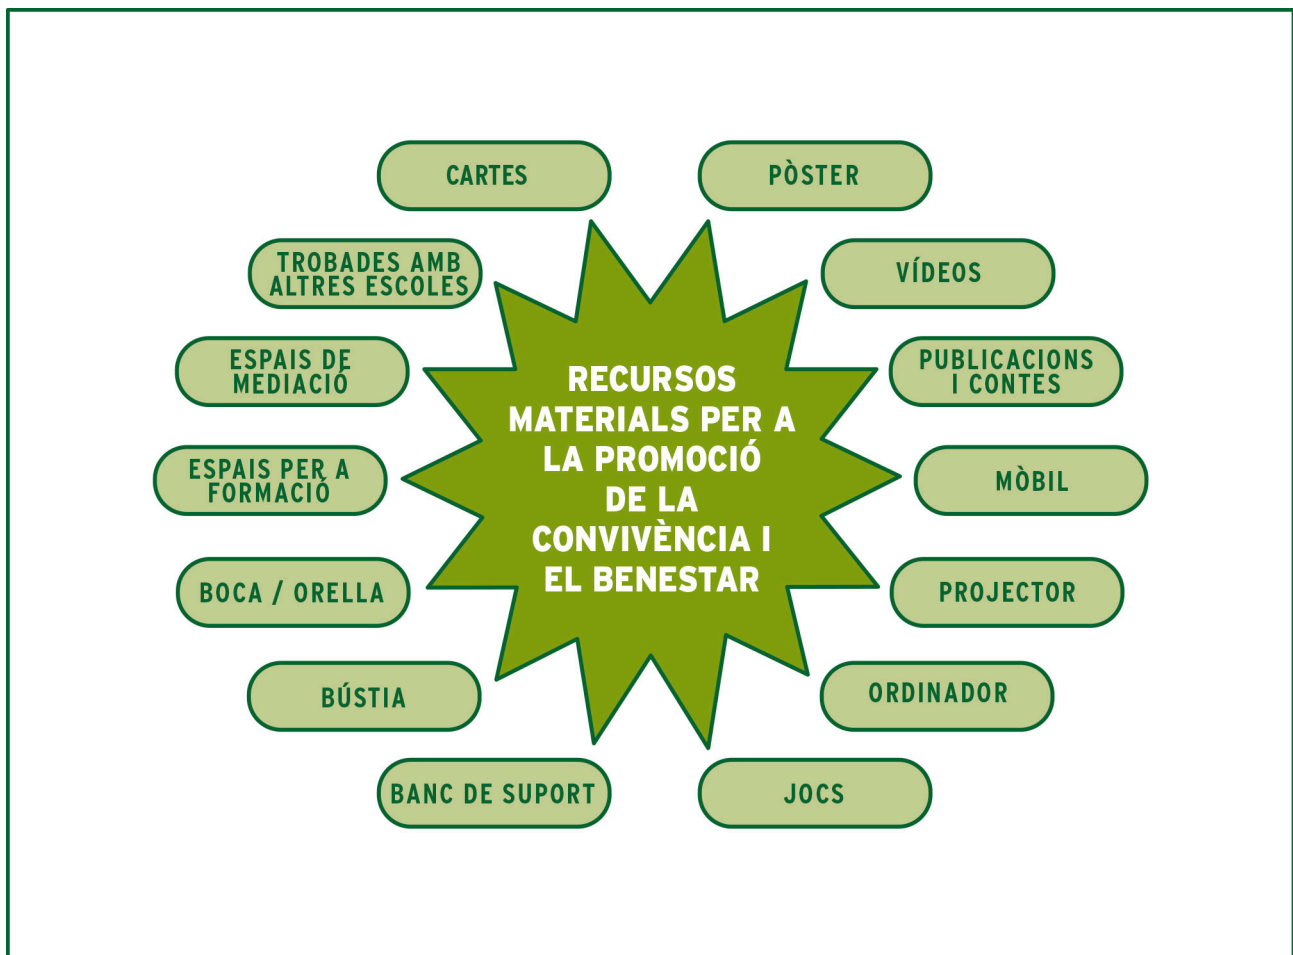 CARTES
PÒSTER
TROBADES AMB
ALTRES ESCOLES
VÍDEOS
ESPAIS DE
MEDIACIÓ
PUBLICACIONS
I CONTES
RECURSOS
MATERIALS PER A
LA PROMOCIÓ
DE LA
CONVIVÈNCIA I
EL BENESTAR
ESPAIS PER A
FORMACIÓ
MÒBIL
BOCA / ORELLA
PROJECTOR
BÚSTIA
ORDINADOR
BANC DE SUPORT
JOCS